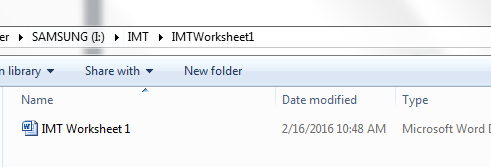 er ▸ SAMSUNG (I:) ▸ IMT ▸ IMTWorksheet1
n library ▾ Share with ▾ New folder
Name Date modified Type
IMT Worksheet 1 2/16/2016 10:48 AM Microsoft Word D